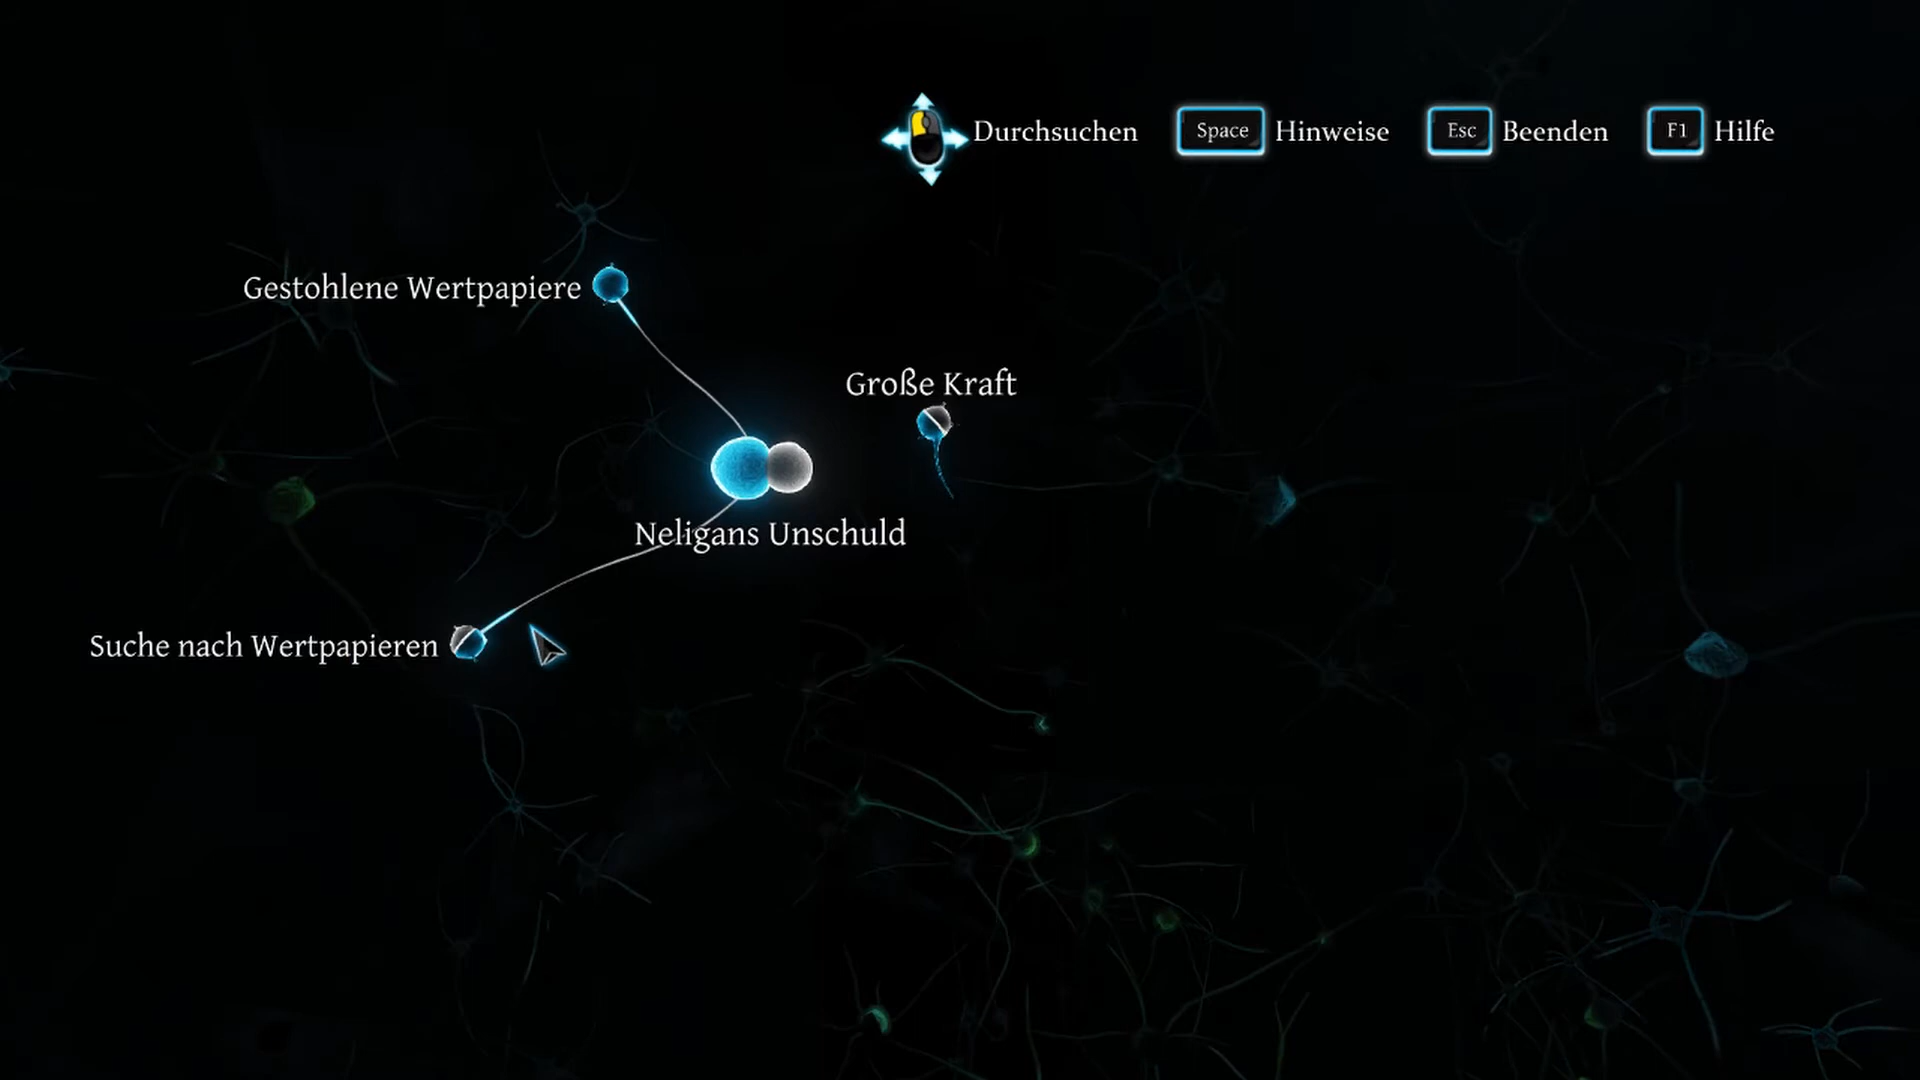 Durchsuchen
Space Hinweise
Esc Beenden
F1 Hilfe
Gestohlene Wertpapiere
Große Kraft
Neligans Unschuld
Suche nach Wertpapieren